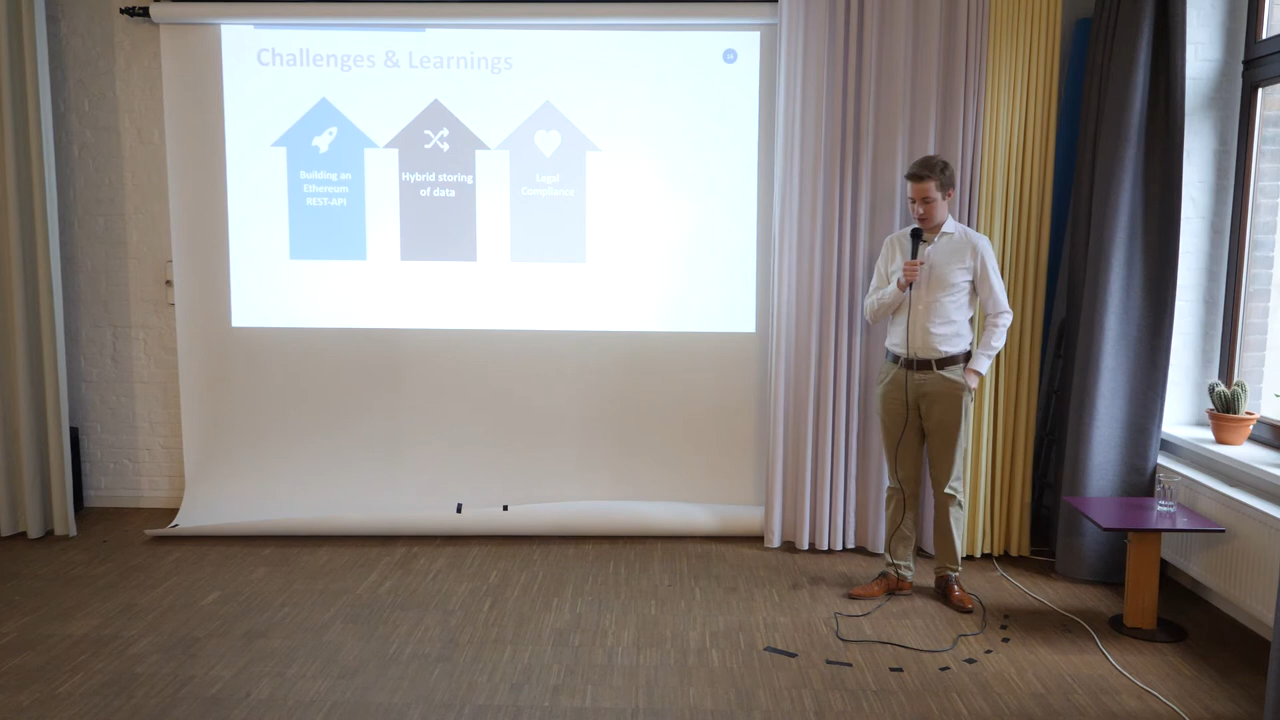 Challenges & Learnings
Building an
Ethereum
REST-API
Hybrid storing
of data
Legal
Compliance